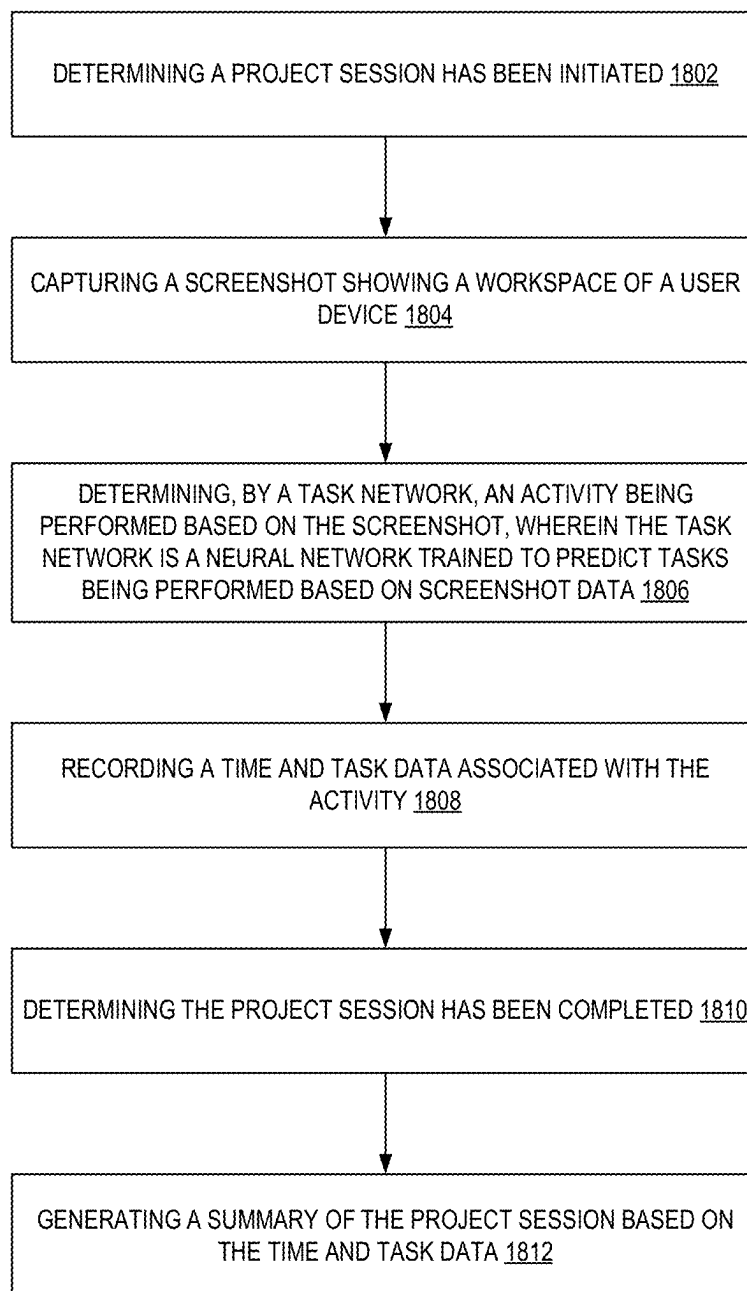 DETERMINING A PROJECT SESSION HAS BEEN INITIATED 1802
CAPTURING A SCREENSHOT SHOWING A WORKSPACE OF A USER
DEVICE 1804
DETERMINING, BY A TASK NETWORK, AN ACTIVITY BEING
PERFORMED BASED ON THE SCREENSHOT, WHEREIN THE TASK
NETWORK IS A NEURAL NETWORK TRAINED TO PREDICT TASKS
BEING PERFORMED BASED ON SCREENSHOT DATA 1806
RECORDING A TIME AND TASK DATA ASSOCIATED WITH THE
ACTIVITY 1808
DETERMINING THE PROJECT SESSION HAS BEEN COMPLETED 1810
GENERATING A SUMMARY OF THE PROJECT SESSION BASED ON
THE TIME AND TASK DATA 1812